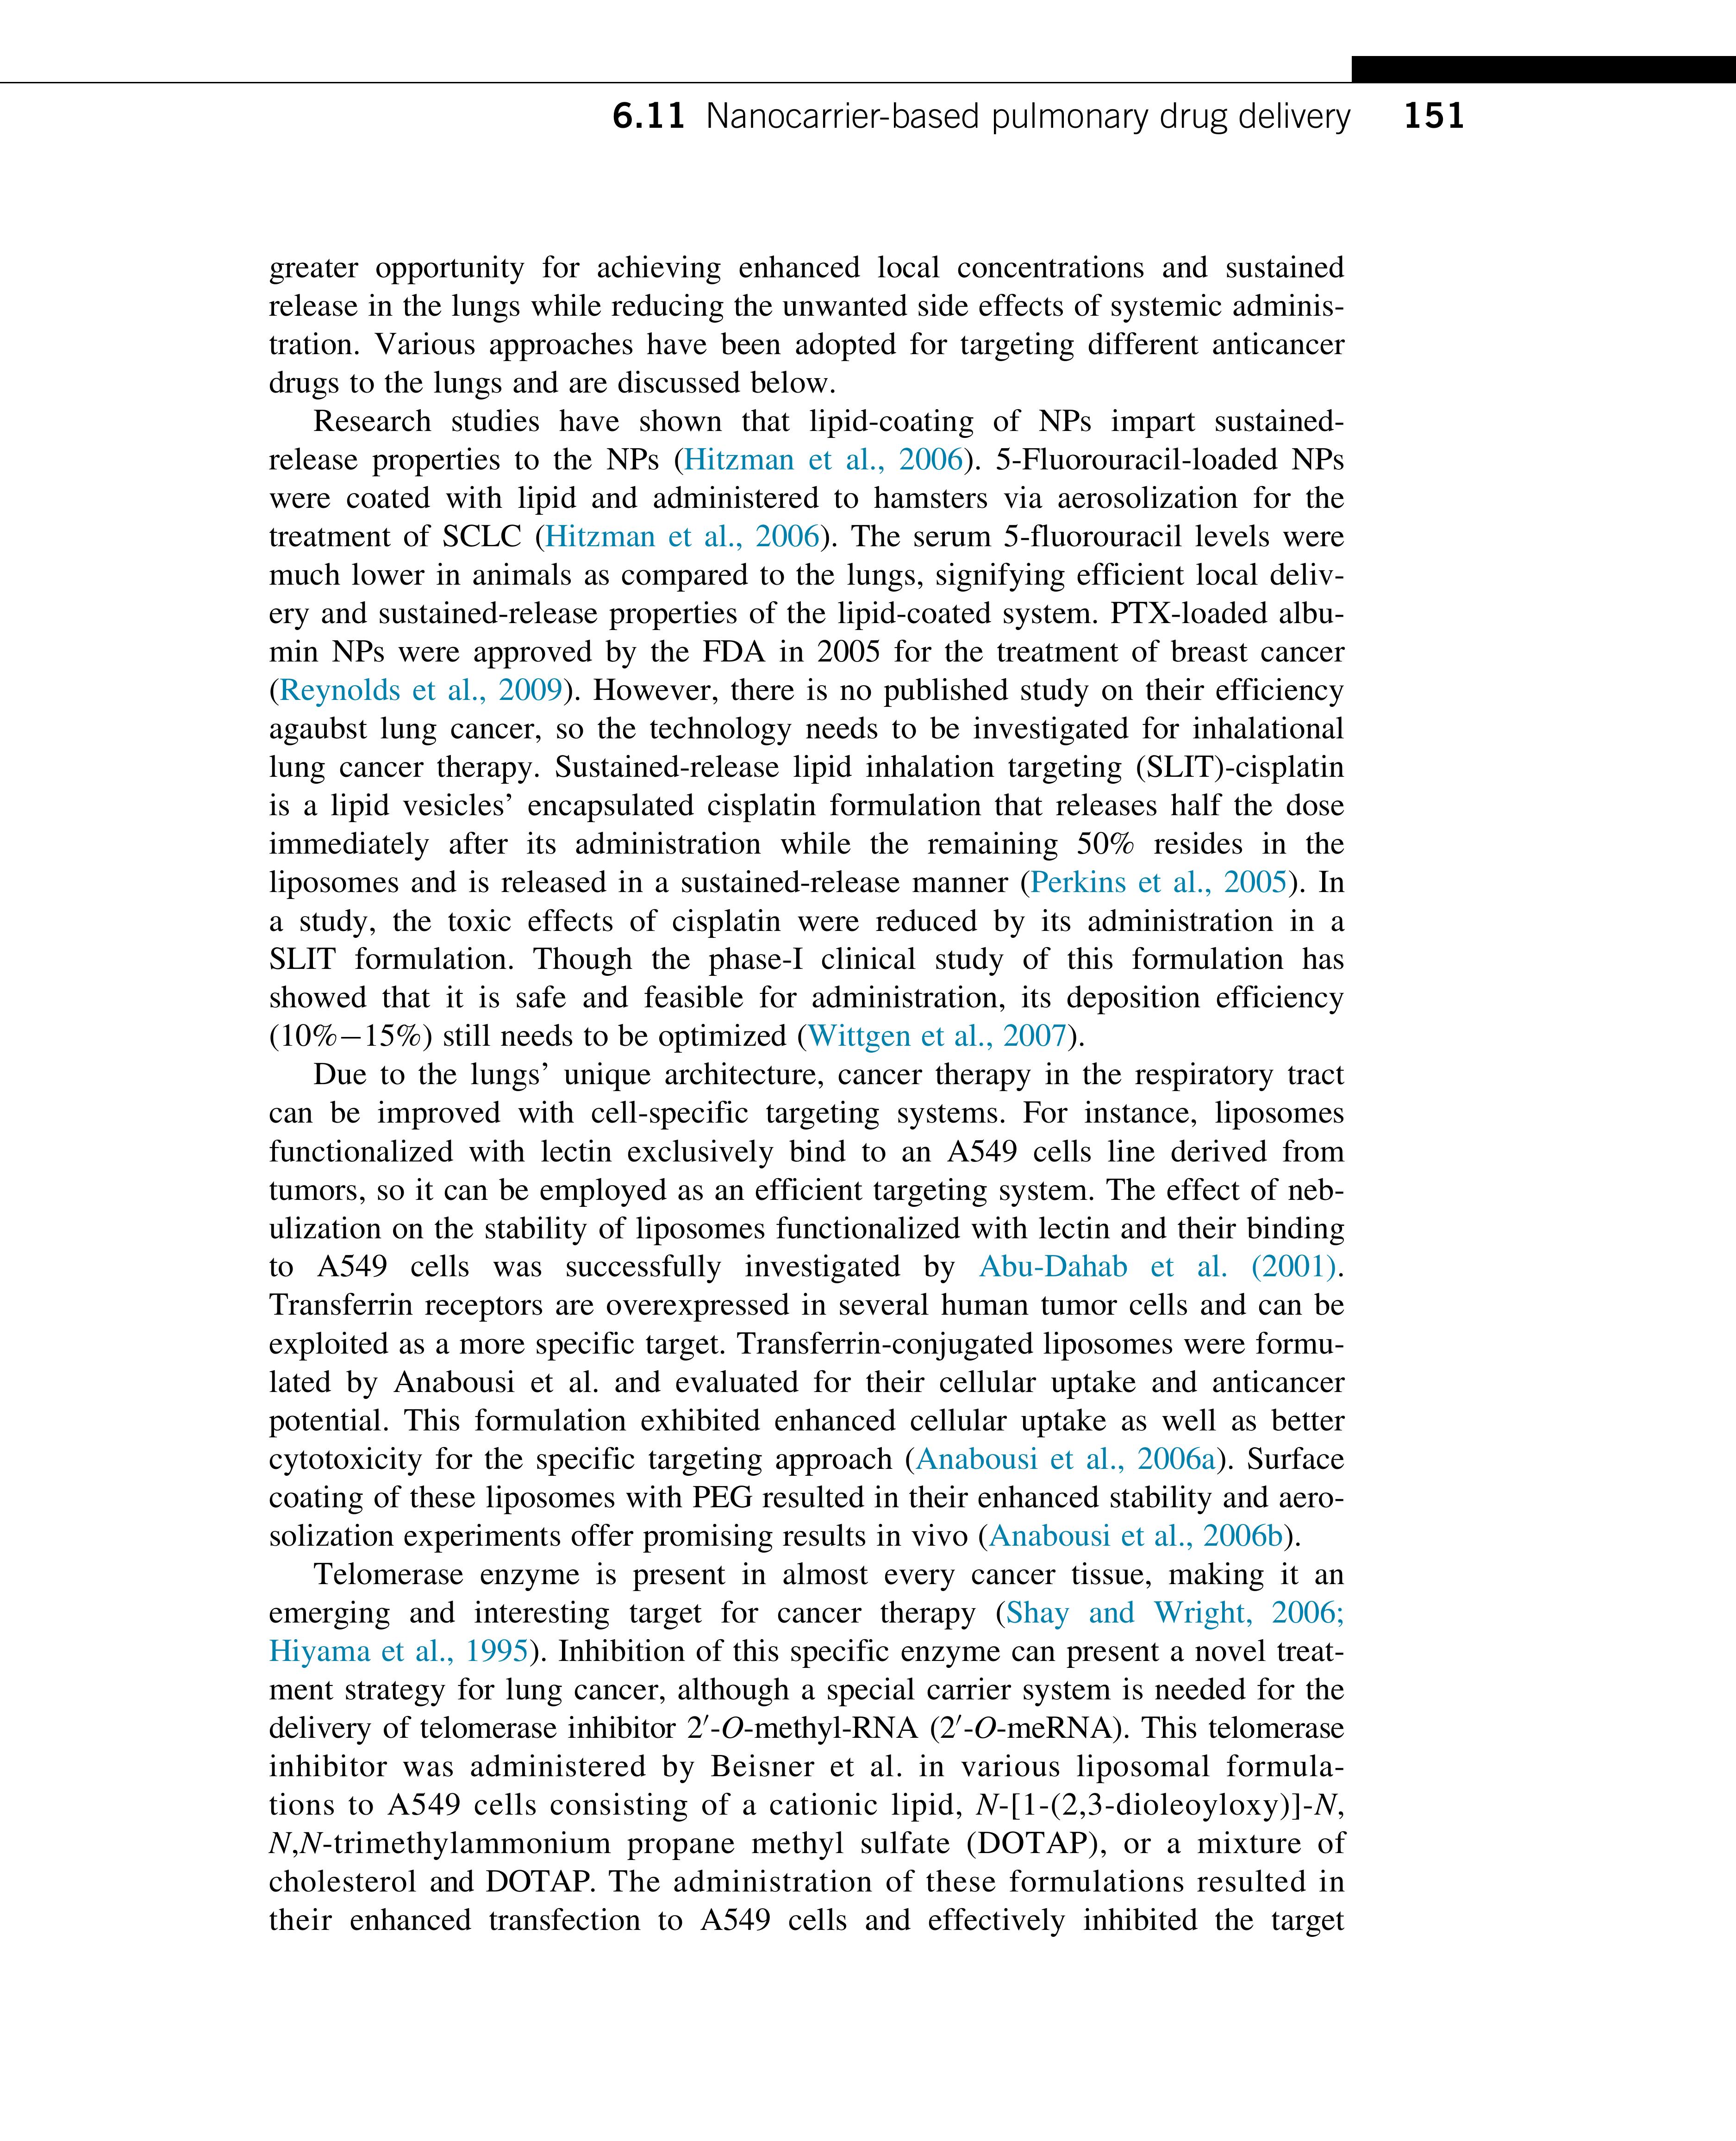 6.11 Nanocarrier-based pulmonary drug delivery 151
greater opportunity for achieving enhanced local concentrations and sustained
release in the lungs while reducing the unwanted side effects of systemic adminis-
tration. Various approaches have been adopted for targeting different anticancer
drugs to the lungs and are discussed below.
Research studies have shown that lipid-coating of NPs impart sustained-
release properties to the NPs (Hitzman et al., 2006). 5-Fluorouracil-loaded NPs
were coated with lipid and administered to hamsters via aerosolization for the
treatment of SCLC (Hitzman et al., 2006). The serum 5-fluorouracil levels were
much lower in animals as compared to the lungs, signifying efficient local deliv-
ery and sustained-release properties of the lipid-coated system. PTX-loaded albu-
min NPs were approved by the FDA in 2005 for the treatment of breast cancer
(Reynolds et al., 2009). However, there is no published study on their efficiency
agaubst lung cancer, so the technology needs to be investigated for inhalational
lung cancer therapy. Sustained-release lipid inhalation targeting (SLIT)-cisplatin
is a lipid vesicles’ encapsulated cisplatin formulation that releases half the dose
immediately after its administration while the remaining 50% resides in the
liposomes and is released in a sustained-release manner (Perkins et al., 2005). In
a study, the toxic effects of cisplatin were reduced by its administration in a
SLIT formulation. Though the phase-I clinical study of this formulation has
showed that it is safe and feasible for administration, its deposition efficiency
(10%−15%) still needs to be optimized (Wittgen et al., 2007).
Due to the lungs’ unique architecture, cancer therapy in the respiratory tract
can be improved with cell-specific targeting systems. For instance, liposomes
functionalized with lectin exclusively bind to an A549 cells line derived from
tumors, so it can be employed as an efficient targeting system. The effect of neb-
ulization on the stability of liposomes functionalized with lectin and their binding
to A549 cells was successfully investigated by Abu-Dahab et al. (2001).
Transferrin receptors are overexpressed in several human tumor cells and can be
exploited as a more specific target. Transferrin-conjugated liposomes were formu-
lated by Anabousi et al. and evaluated for their cellular uptake and anticancer
potential. This formulation exhibited enhanced cellular uptake as well as better
cytotoxicity for the specific targeting approach (Anabousi et al., 2006a). Surface
coating of these liposomes with PEG resulted in their enhanced stability and aero-
solization experiments offer promising results in vivo (Anabousi et al., 2006b).
Telomerase enzyme is present in almost every cancer tissue, making it an
emerging and interesting target for cancer therapy (Shay and Wright, 2006;
Hiyama et al., 1995). Inhibition of this specific enzyme can present a novel treat-
ment strategy for lung cancer, although a special carrier system is needed for the
delivery of telomerase inhibitor 2′-O-methyl-RNA (2′-O-meRNA). This telomerase
inhibitor was administered by Beisner et al. in various liposomal formula-
tions to A549 cells consisting of a cationic lipid, N-[1-(2,3-dioleoyloxy)]-N,
N,N-trimethylammonium propane methyl sulfate (DOTAP), or a mixture of
cholesterol and DOTAP. The administration of these formulations resulted in
their enhanced transfection to A549 cells and effectively inhibited the target